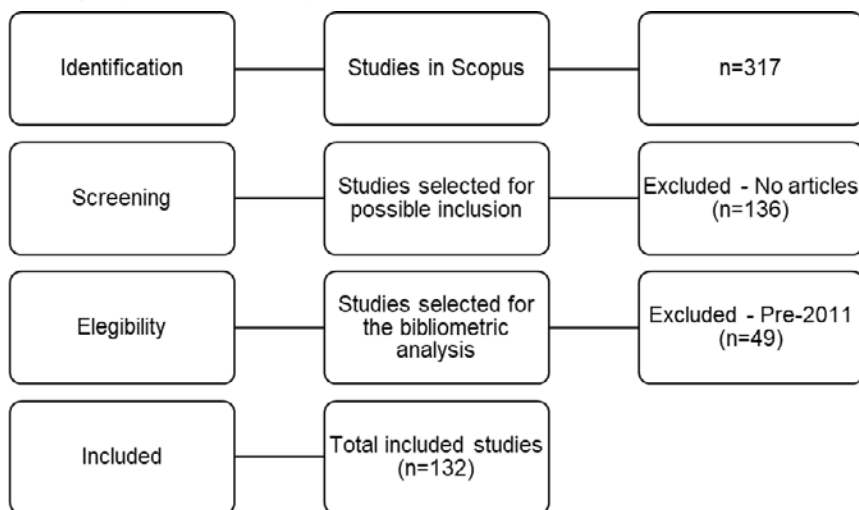 Identification
Studies in Scopus
n=317
Screening
Studies selected for
possible inclusion
Excluded - No articles
(n=136)
Elegibility
Studies selected for
the bibliometric
analysis
Excluded - Pre-2011
(n=49)
Included
Total included studies
(n=132)